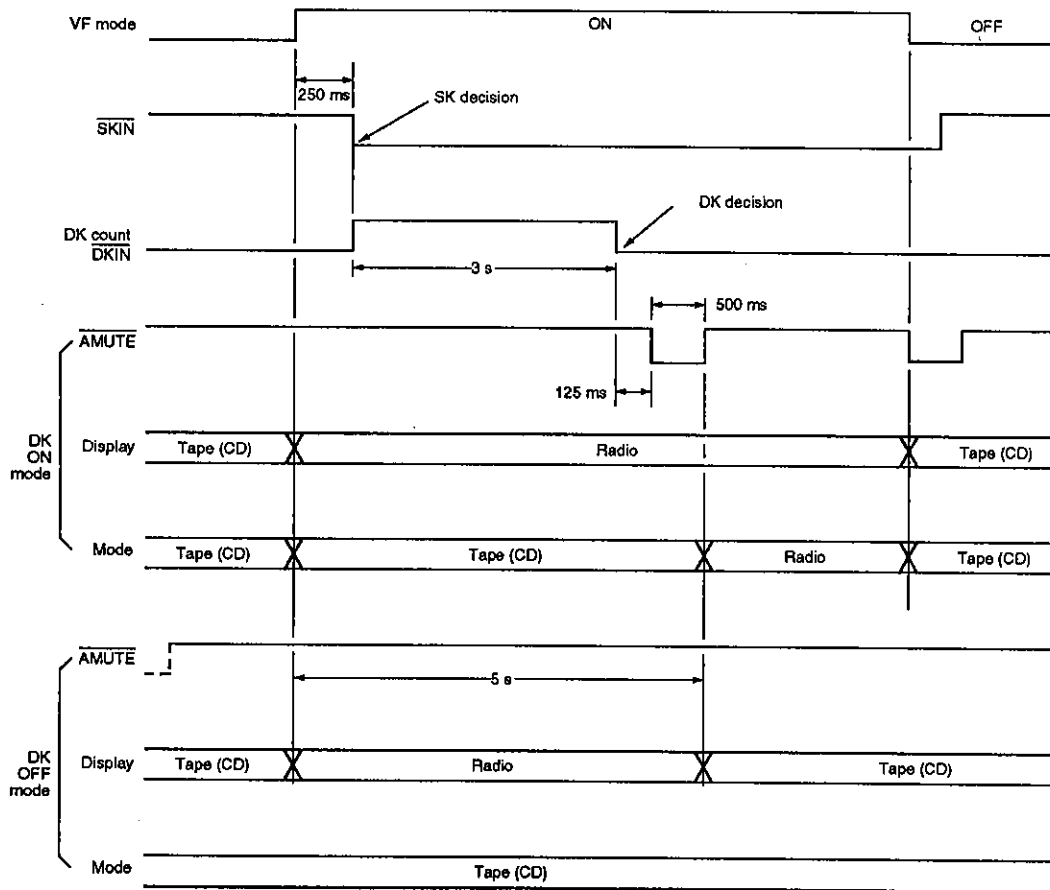 VF mode
ON
OFF
250 ms
SK decision
SKIN
DK decision
DK count
DKIN
3 s
500 ms
AMUTE
125 ms
DK
ON
mode
Display
Tape (CD)
Radio
Tape (CD)
Mode
Tape (CD)
Tape (CD)
Radio
Tape (CD)
AMUTE
5 s
DK
OFF
mode
Display
Tape (CD)
Radio
Tape (CD)
Mode
Tape (CD)